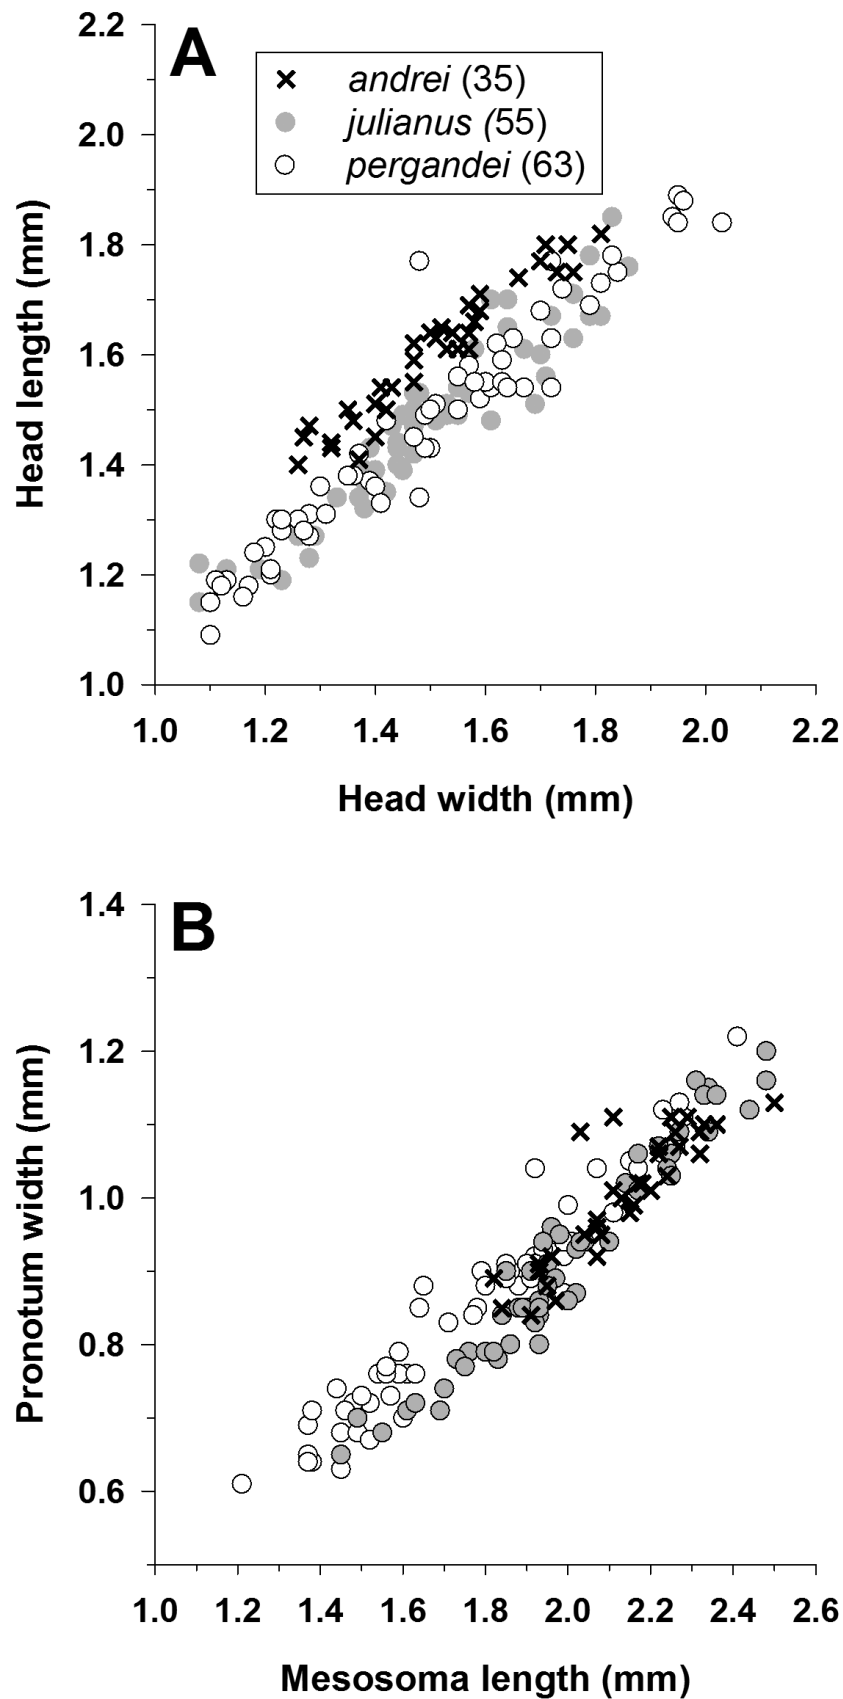 A
2.2
2.0
1.8
1.6
1.4
1.2
1.0
Head length (mm)
andrei (35)
julianus (55)
pergandei (63)
1.0 1.2 1.4 1.6 1.8 2.0 2.2
Head width (mm)
B
1.4
1.2
1.0
0.8
0.6
Pronotum width (mm)
1.0 1.2 1.4 1.6 1.8 2.0 2.2 2.4 2.6
Mesosoma length (mm)